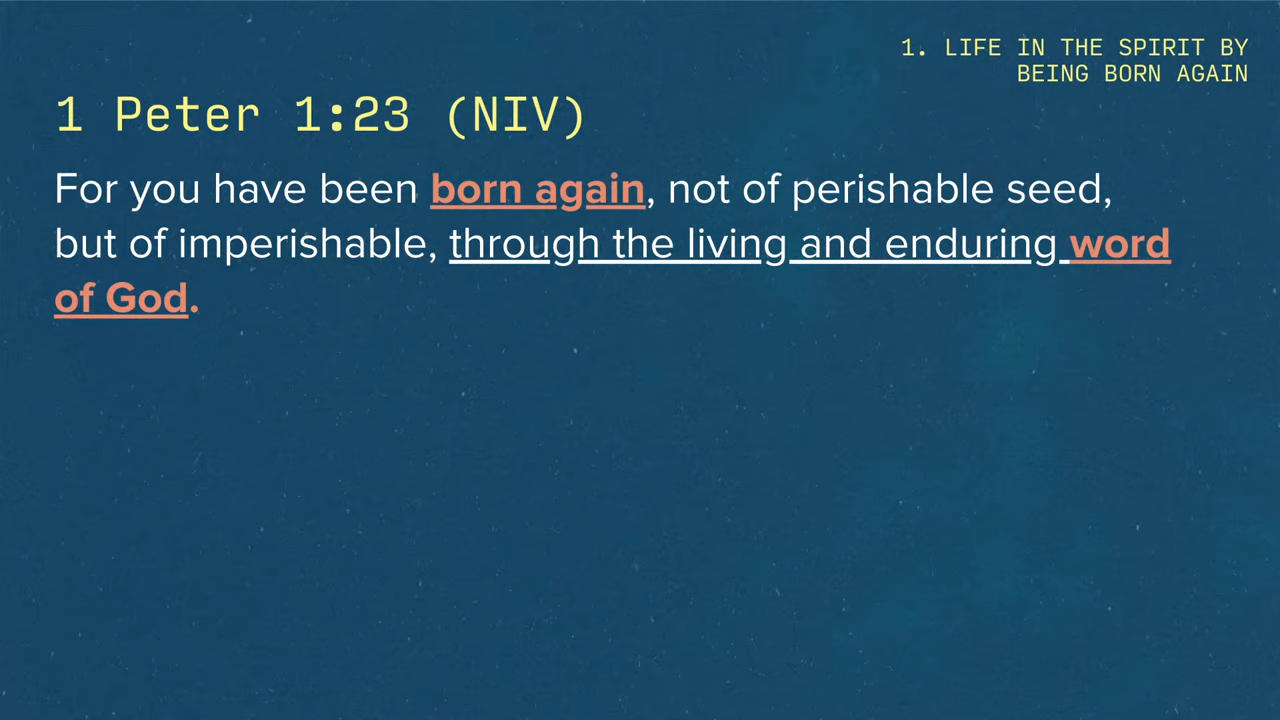 1. LIFE IN THE SPIRIT BY
BEING BORN AGAIN
1 Peter 1:23 (NIV)
For you have been born again, not of perishable seed,
but of imperishable, through the living and enduring word
of God.